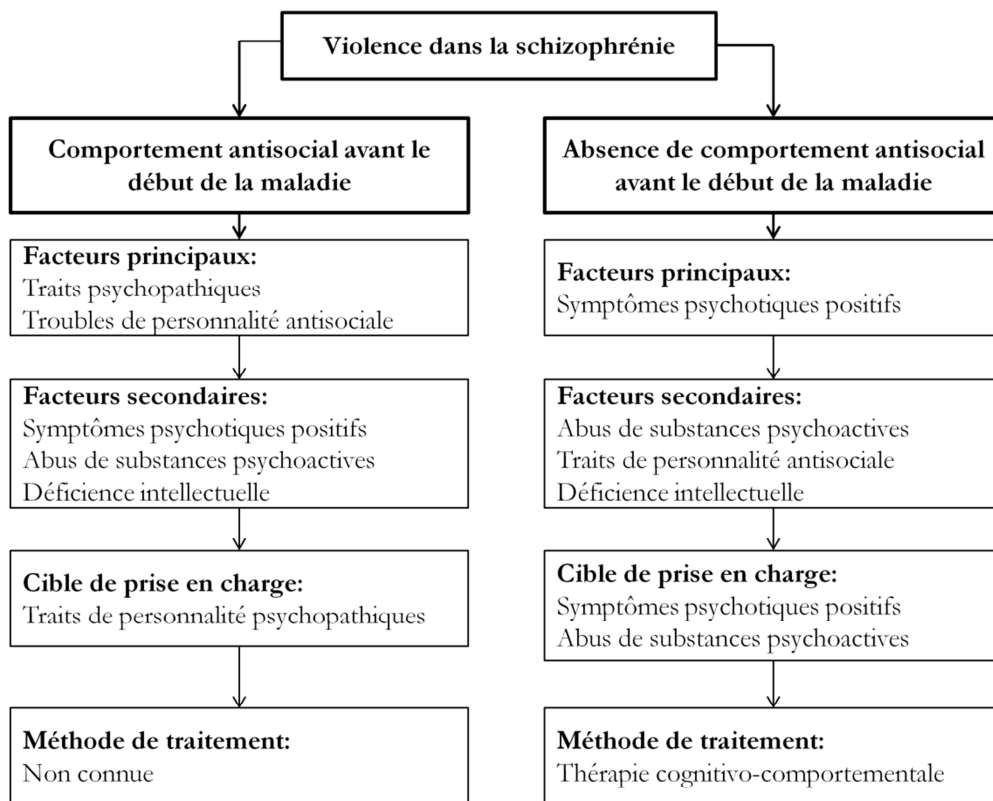 Violence dans la schizophrénie
Comportement antisocial avant le
début de la maladie
Facteurs principaux:
Traits psychopathiques
Troubles de personnalité antisociale
Facteurs secondaires:
Symptômes psychotiques positifs
Abus de substances psychoactives
Déficience intellectuelle
Cible de prise en charge:
Traits de personnalité psychopathiques
Méthode de traitement:
Non connue
Absence de comportement antisocial
avant le début de la maladie
Facteurs principaux:
Symptômes psychotiques positifs
Facteurs secondaires:
Abus de substances psychoactives
Traits de personnalité antisociale
Déficience intellectuelle
Cible de prise en charge:
Symptômes psychotiques positifs
Abus de substances psychoactives
Méthode de traitement:
Thérapie cognitivo-comportementale